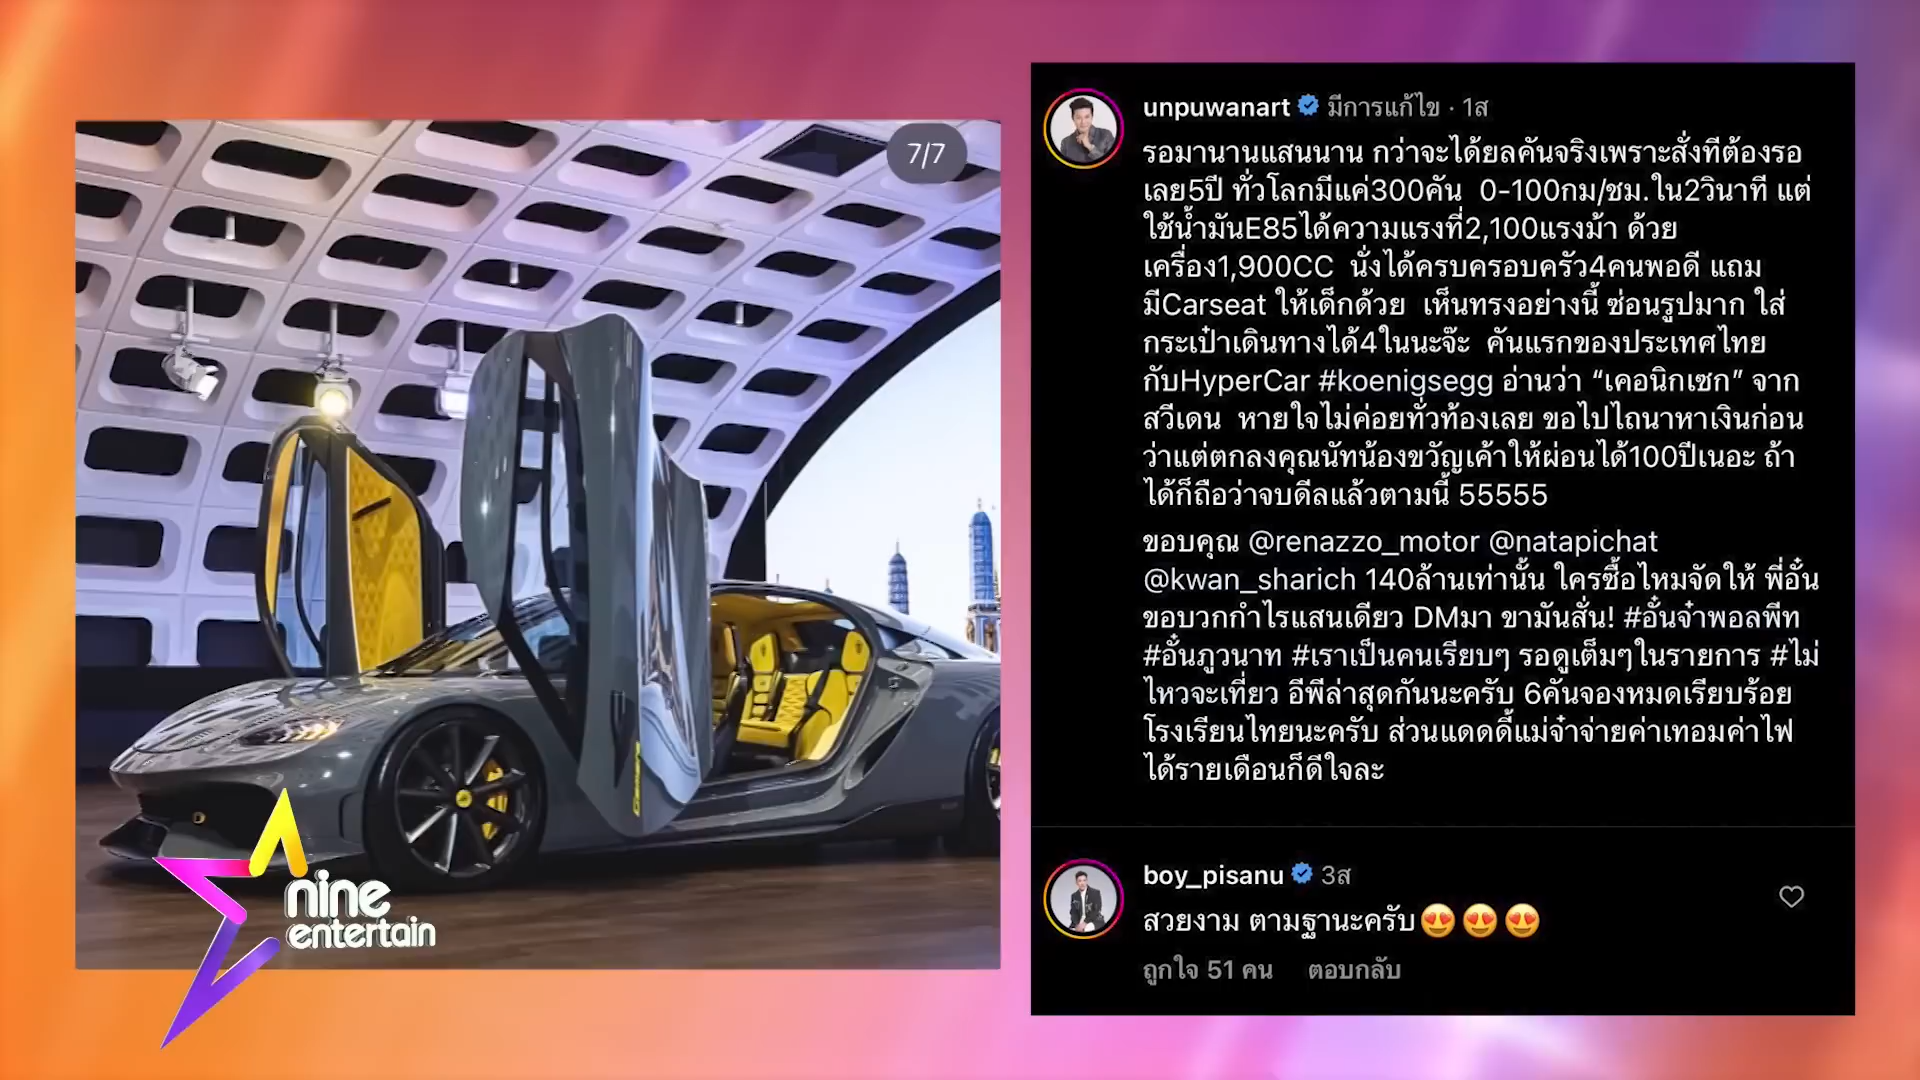 7/7
nine
entertain
unpuwanart มีการแก้ไข · 1ส
รอมานานแสนนาน กว่าจะได้ยลคันจริงเพราะสั่งทีต้องรอ
เลย5ปี ทั่วโลกมีแค่300คัน 0-100กม/ชม.ใน2วินาที แต่
ใช้น้ำมันE85ได้ความแรงที่2,100แรงม้า ด้วย
เครื่อง1,900CC นั่งได้ครบครอบครัว4คนพอดี แถม
มีCarseat ให้เด็กด้วย เห็นทรงอย่างนี้ ซ่อนรูปมาก ใส่
กระเป๋าเดินทางได้4ใบนะจ๊ะ คันแรกของประเทศไทย
กับHyperCar #koenigsegg อ่านว่า “เคอนิกเซก” จาก
สวีเดน หายใจไม่ค่อยทั่วท้องเลย ขอไปไถนาหาเงินก่อน
ว่าแต่ตกลงคุณนัทน้องขวัญเค้าให้ผ่อนได้100ปีเนอะ ถ้า
ได้ก็ถือว่าจบดีลแล้วตามนี้ 55555
ขอบคุณ @renazzo_motor @natapichat
@kwan_sharich 140ล้านเท่านั้น ใครซื้อไหมจัดให้ พี่อั๋น
ขอบวกกำไรแสนเดียว DMมา ขามันสั่น! #อั๋นจ๋าพอลพีท
#อั๋นภูวนาท #เราเป็นคนเรียบๆ รอดูเต็มๆในรายการ #ไม่
ไหวจะเที่ยว อีพีล่าสุดกันนะครับ 6คันจองหมดเรียบร้อย
โรงเรียนไทยนะครับ ส่วนแดดดี้แม่จ๋าจ่ายค่าเทอมค่าไฟ
ได้รายเดือนก็ดีใจละ
boy_pisanu 3ส
สวยงาม ตามฐานะครับ😍😍😍
ถูกใจ 51 คน ตอบกลับ